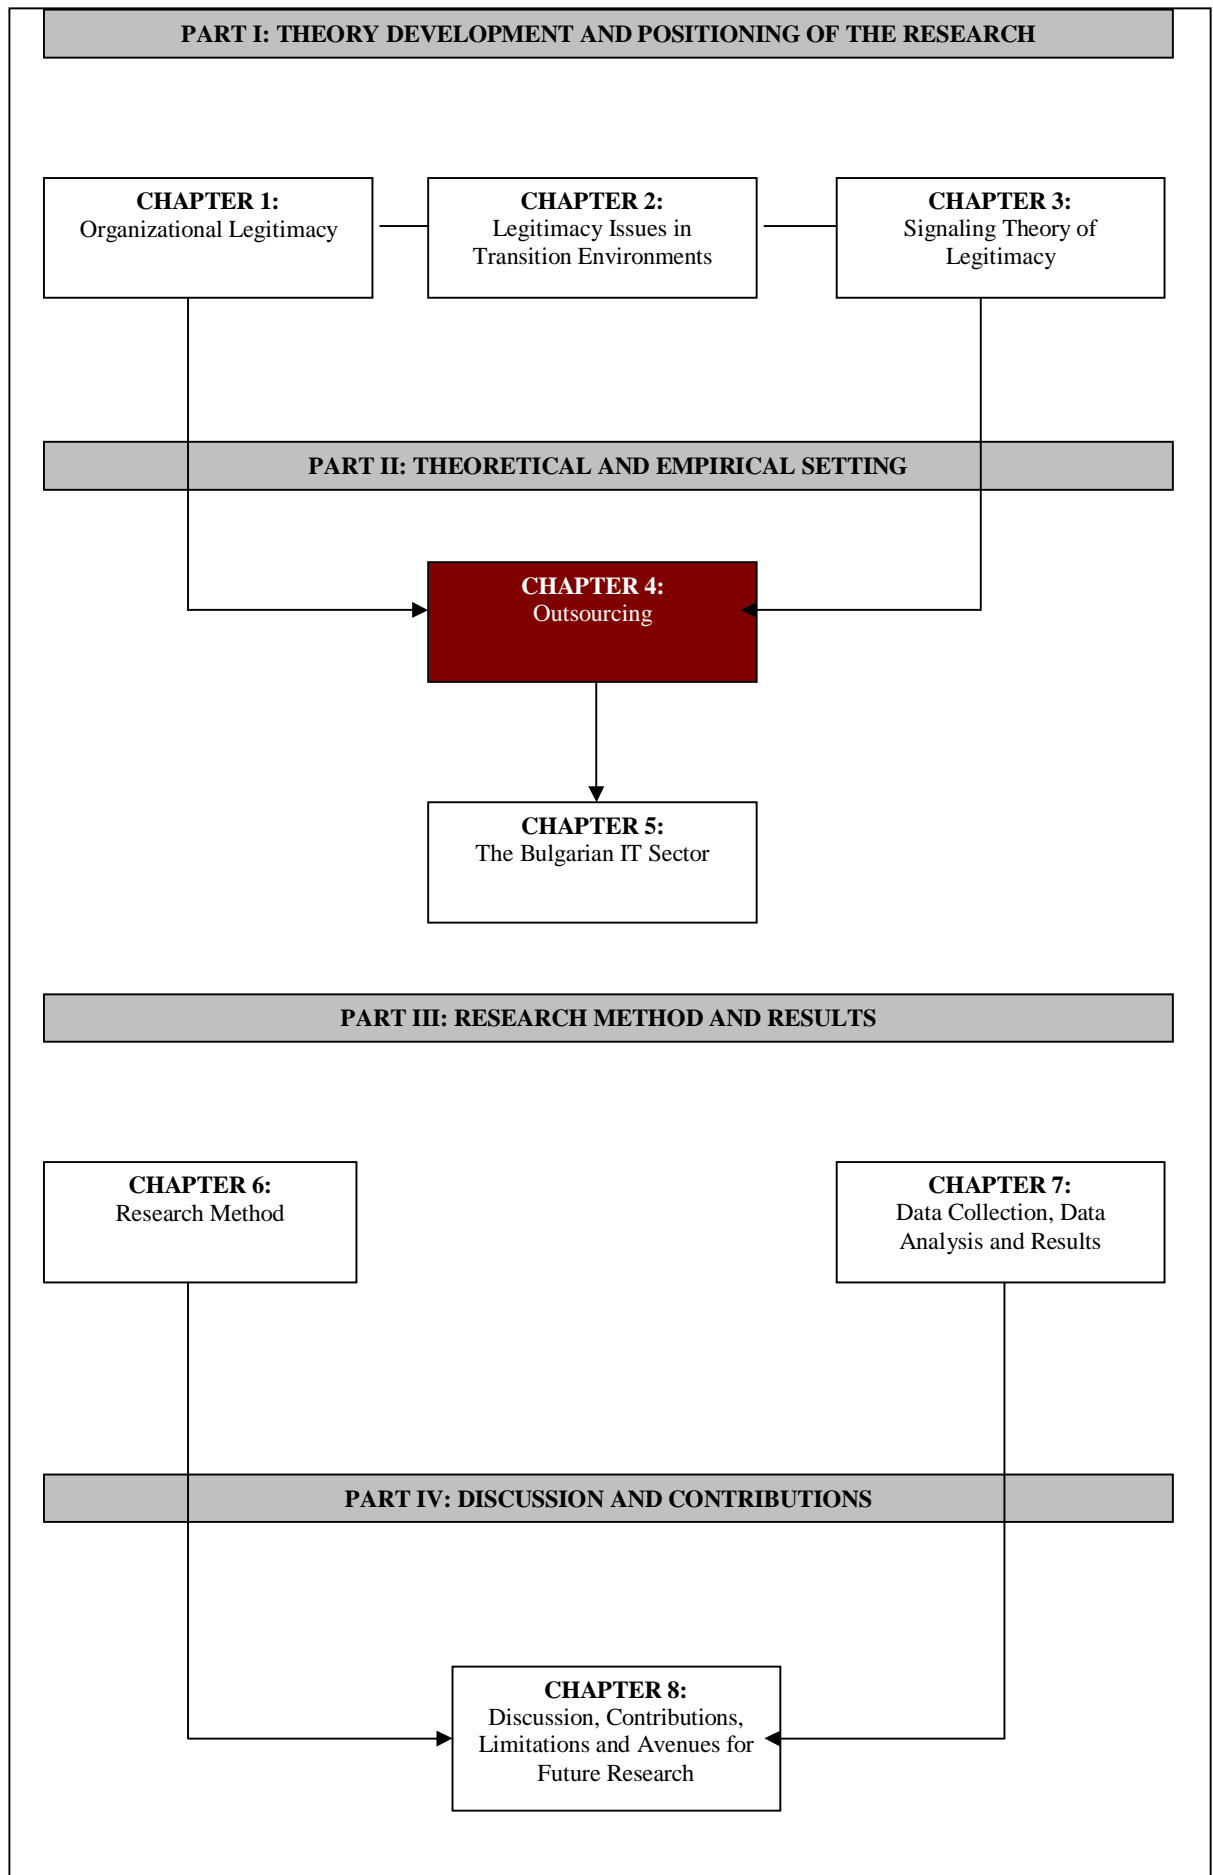 PART I: THEORY DEVELOPMENT AND POSITIONING OF THE RESEARCH
CHAPTER 1:
Organizational Legitimacy
CHAPTER 2:
Legitimacy Issues in
Transition Environments
CHAPTER 3:
Signaling Theory of
Legitimacy
PART II: THEORETICAL AND EMPIRICAL SETTING
CHAPTER 4:
Outsourcing
CHAPTER 5:
The Bulgarian IT Sector
PART III: RESEARCH METHOD AND RESULTS
CHAPTER 6:
Research Method
CHAPTER 7:
Data Collection, Data
Analysis and Results
PART IV: DISCUSSION AND CONTRIBUTIONS
CHAPTER 8:
Discussion, Contributions,
Limitations and Avenues for
Future Research